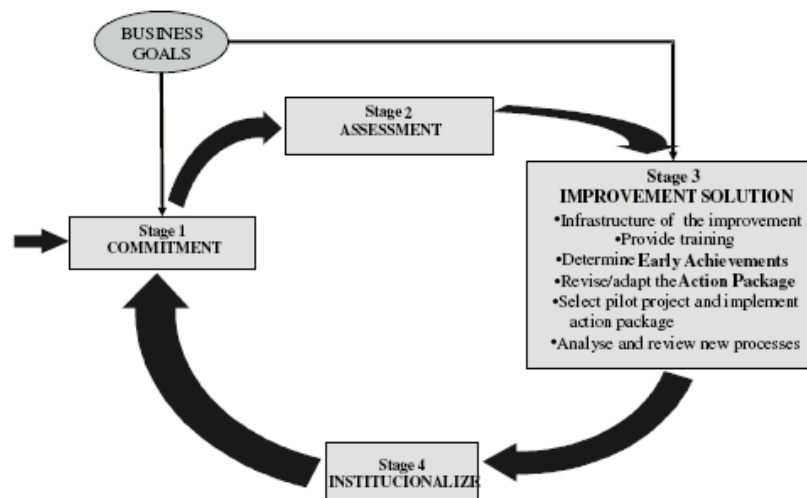 BUSINESS
GOALS
Stage 2
ASSESSMENT
Stage 1
COMMITMENT
Stage 3
IMPROVEMENT SOLUTION
•Infrastructure of the improvement
•Provide training
•Determine Early Achievements
•Revise/adapt the Action Package
•Select pilot project and implement
action package
•Analyse and review new processes
Stage 4
INSTITUCIONALIZE